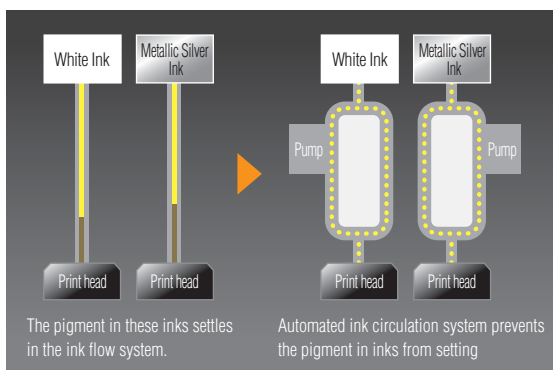 White Ink
Metallic Silver
Ink
White Ink
Metallic Silver
Ink
Pump
Pump
Print head
Print head
Print head
Print head
The pigment in these inks settles
in the ink flow system.
Automated ink circulation system prevents
the pigment in inks from setting